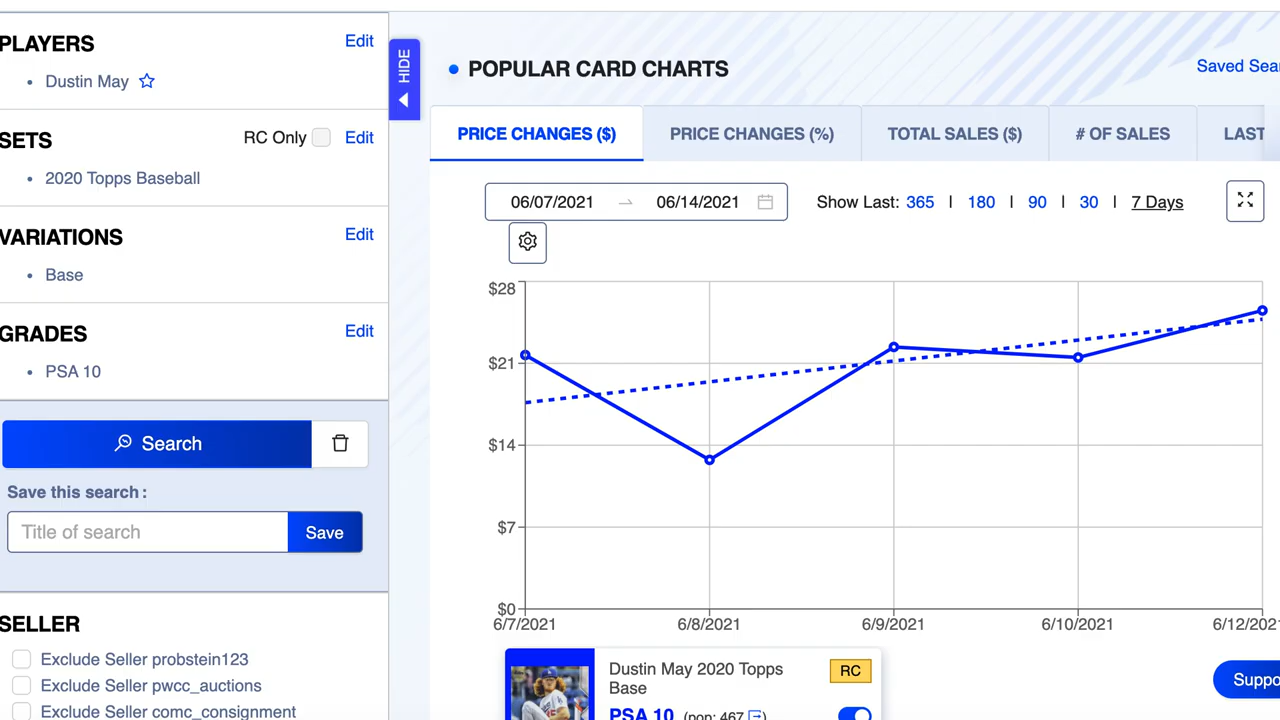 PLAYERS
Edit
Dustin May
SETS
RC Only
Edit
2020 Topps Baseball
VARIATIONS
Edit
Base
GRADES
Edit
PSA 10
Search
Save this search :
Title of search
Save
SELLER
Exclude Seller probstein123
Exclude Seller pwcc_auctions
Exclude Seller comc_consignment
HIDE
POPULAR CARD CHARTS
Saved Sear
PRICE CHANGES ($)
PRICE CHANGES (%)
TOTAL SALES ($)
# OF SALES
LAST
06/07/2021 → 06/14/2021
Show Last: 365 | 180 | 90 | 30 | 7 Days
$28
$21
$14
$7
$0
6/7/2021
6/8/2021
6/9/2021
6/10/2021
6/12/2021
Dustin May 2020 Topps
Base
RC
PSA 10 (pop: 467)
Suppo